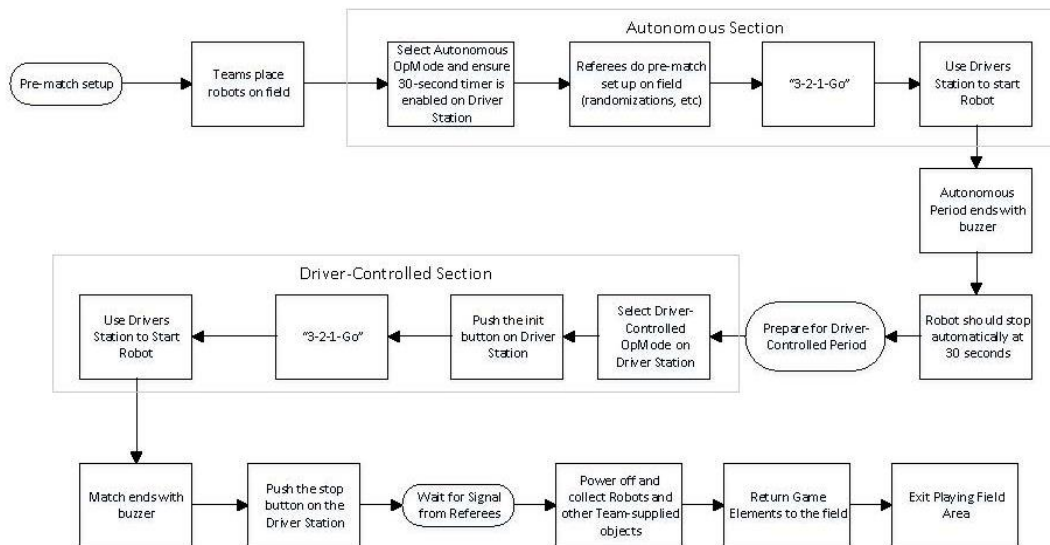 Autonomous Section
Pre-match setup
Teams place
robots on field
Select Autonomous
OpMode and ensure
30-second timer is
enabled on Driver
Station
Referees do pre-match
set up on field
(randomizations, etc)
"3-2-1-Go"
Use Drivers
Station to start
Robot
Autonomous
Period ends with
buzzer
Robot should stop
automatically at
30 seconds
Prepare for Driver-
Controlled Period
Driver-Controlled Section
Select Driver-
Controlled
OpMode on
Driver Station
Push the init
button on Driver
Station
"3-2-1-Go"
Use Drivers
Station to Start
Robot
Match ends with
buzzer
Push the stop
button on the
Driver Station
Wait for Signal
from Referees
Power off and
collect Robots and
other Team-supplied
objects
Return Game
Elements to the field
Exit Playing Field
Area